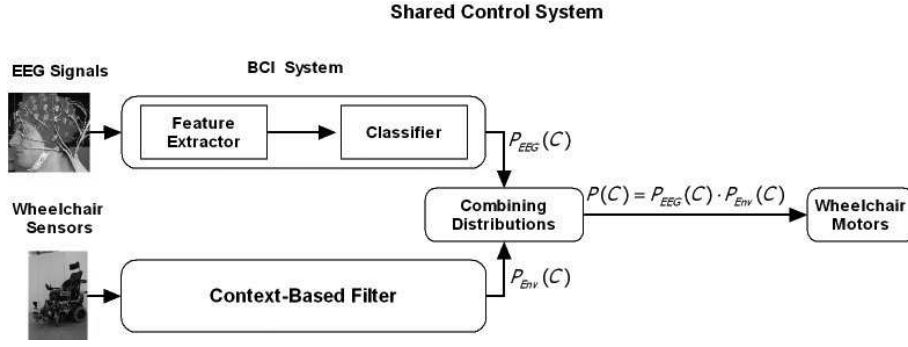 Shared Control System
EEG Signals
BCI System
Feature
Extractor
Classifier
P_EEG(C)
Wheelchair
Sensors
Context-Based Filter
P_Env(C)
Combining
Distributions
P(C) = P_EEG(C) · P_Env(C)
Wheelchair
Motors